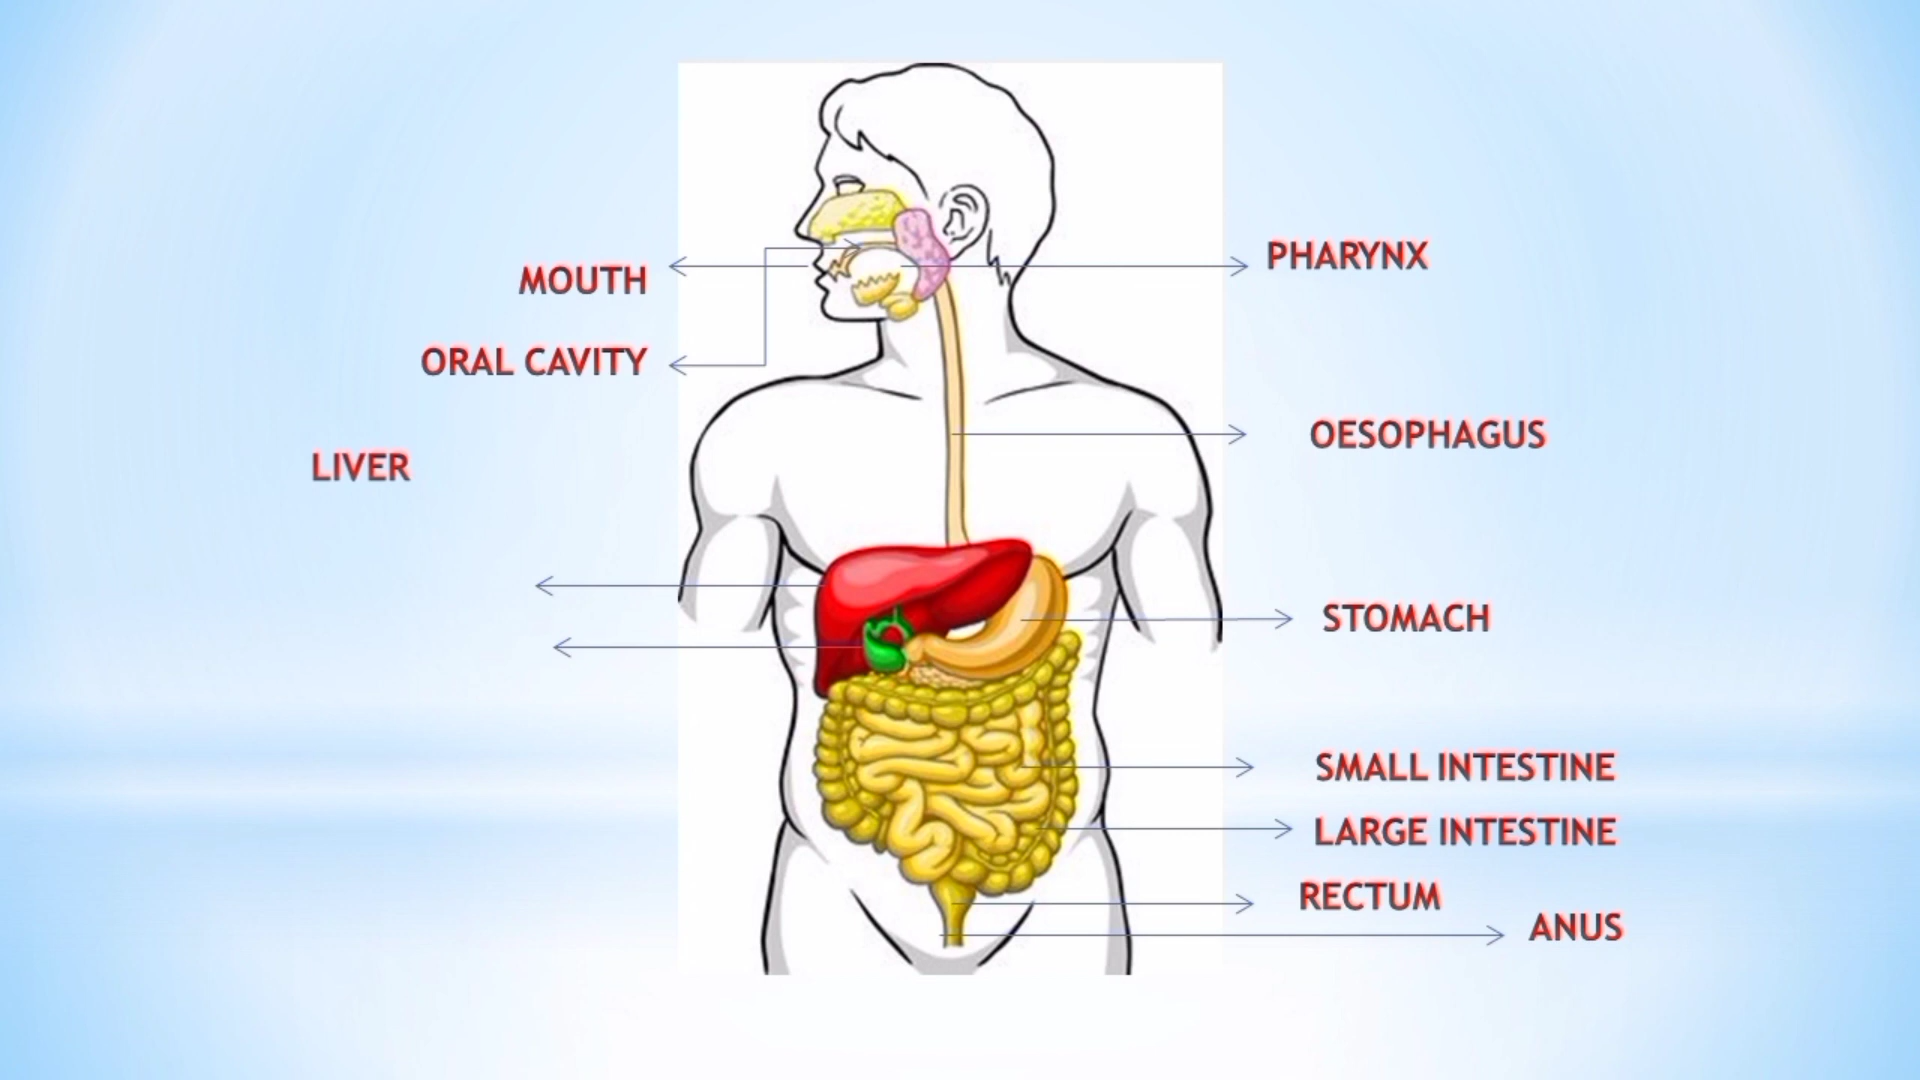 MOUTH
ORAL CAVITY
LIVER
PHARYNX
OESOPHAGUS
STOMACH
SMALL INTESTINE
LARGE INTESTINE
RECTUM
ANUS